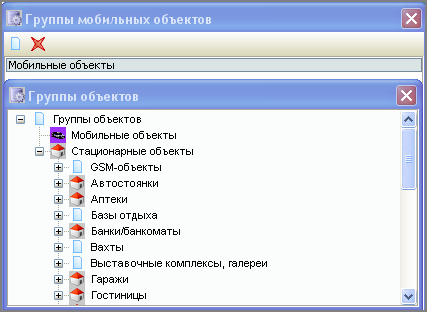 Группы мобильных объектов
Мобильные объекты
Группы объектов
Группы объектов
Мобильные объекты
Стационарные объекты
GSM-объекты
Автостоянки
Аптеки
Базы отдыха
Банки/банкоматы
Вахты
Выставочные комплексы, галереи
Гаражи
Гостиницы